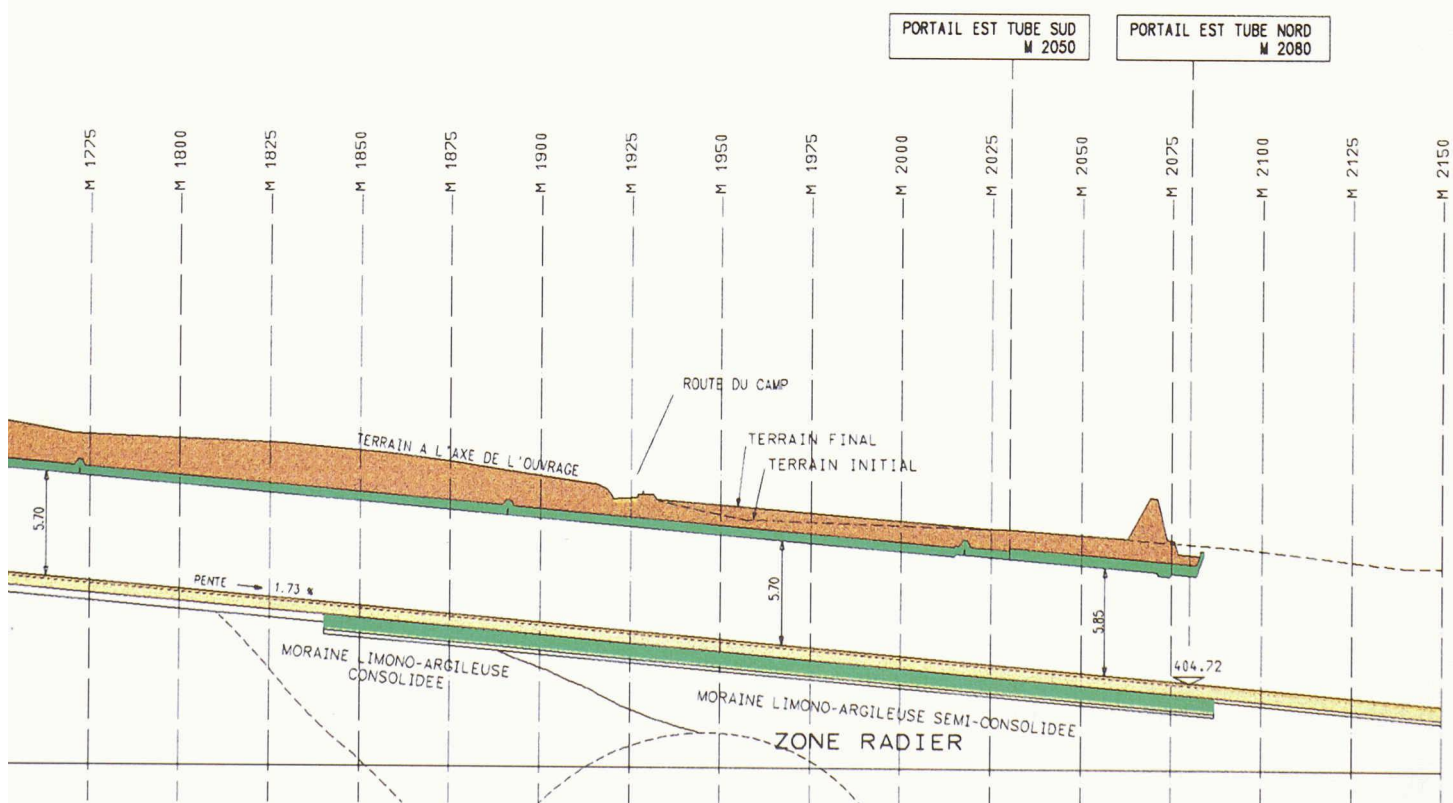 PORTAIL EST TUBE SUD
M 2050
PORTAIL EST TUBE NORD
M 2080
M 1775
M 1800
M 1825
M 1850
M 1875
M 1900
M 1925
M 1950
M 1975
M 2000
M 2025
M 2050
M 2075
M 2100
M 2125
M 2150
ROUTE DU CAMP
TERRAIN A L'AXE DE L'OUVRAGE
TERRAIN FINAL
TERRAIN INITIAL
5.70
5.70
5.85
PENTE 1.73 %
404.72
MORAINE LIMONO-ARGILEUSE
CONSOLIDEE
MORAINE LIMONO-ARGILEUSE SEMI-CONSOLIDEE
ZONE RADIER